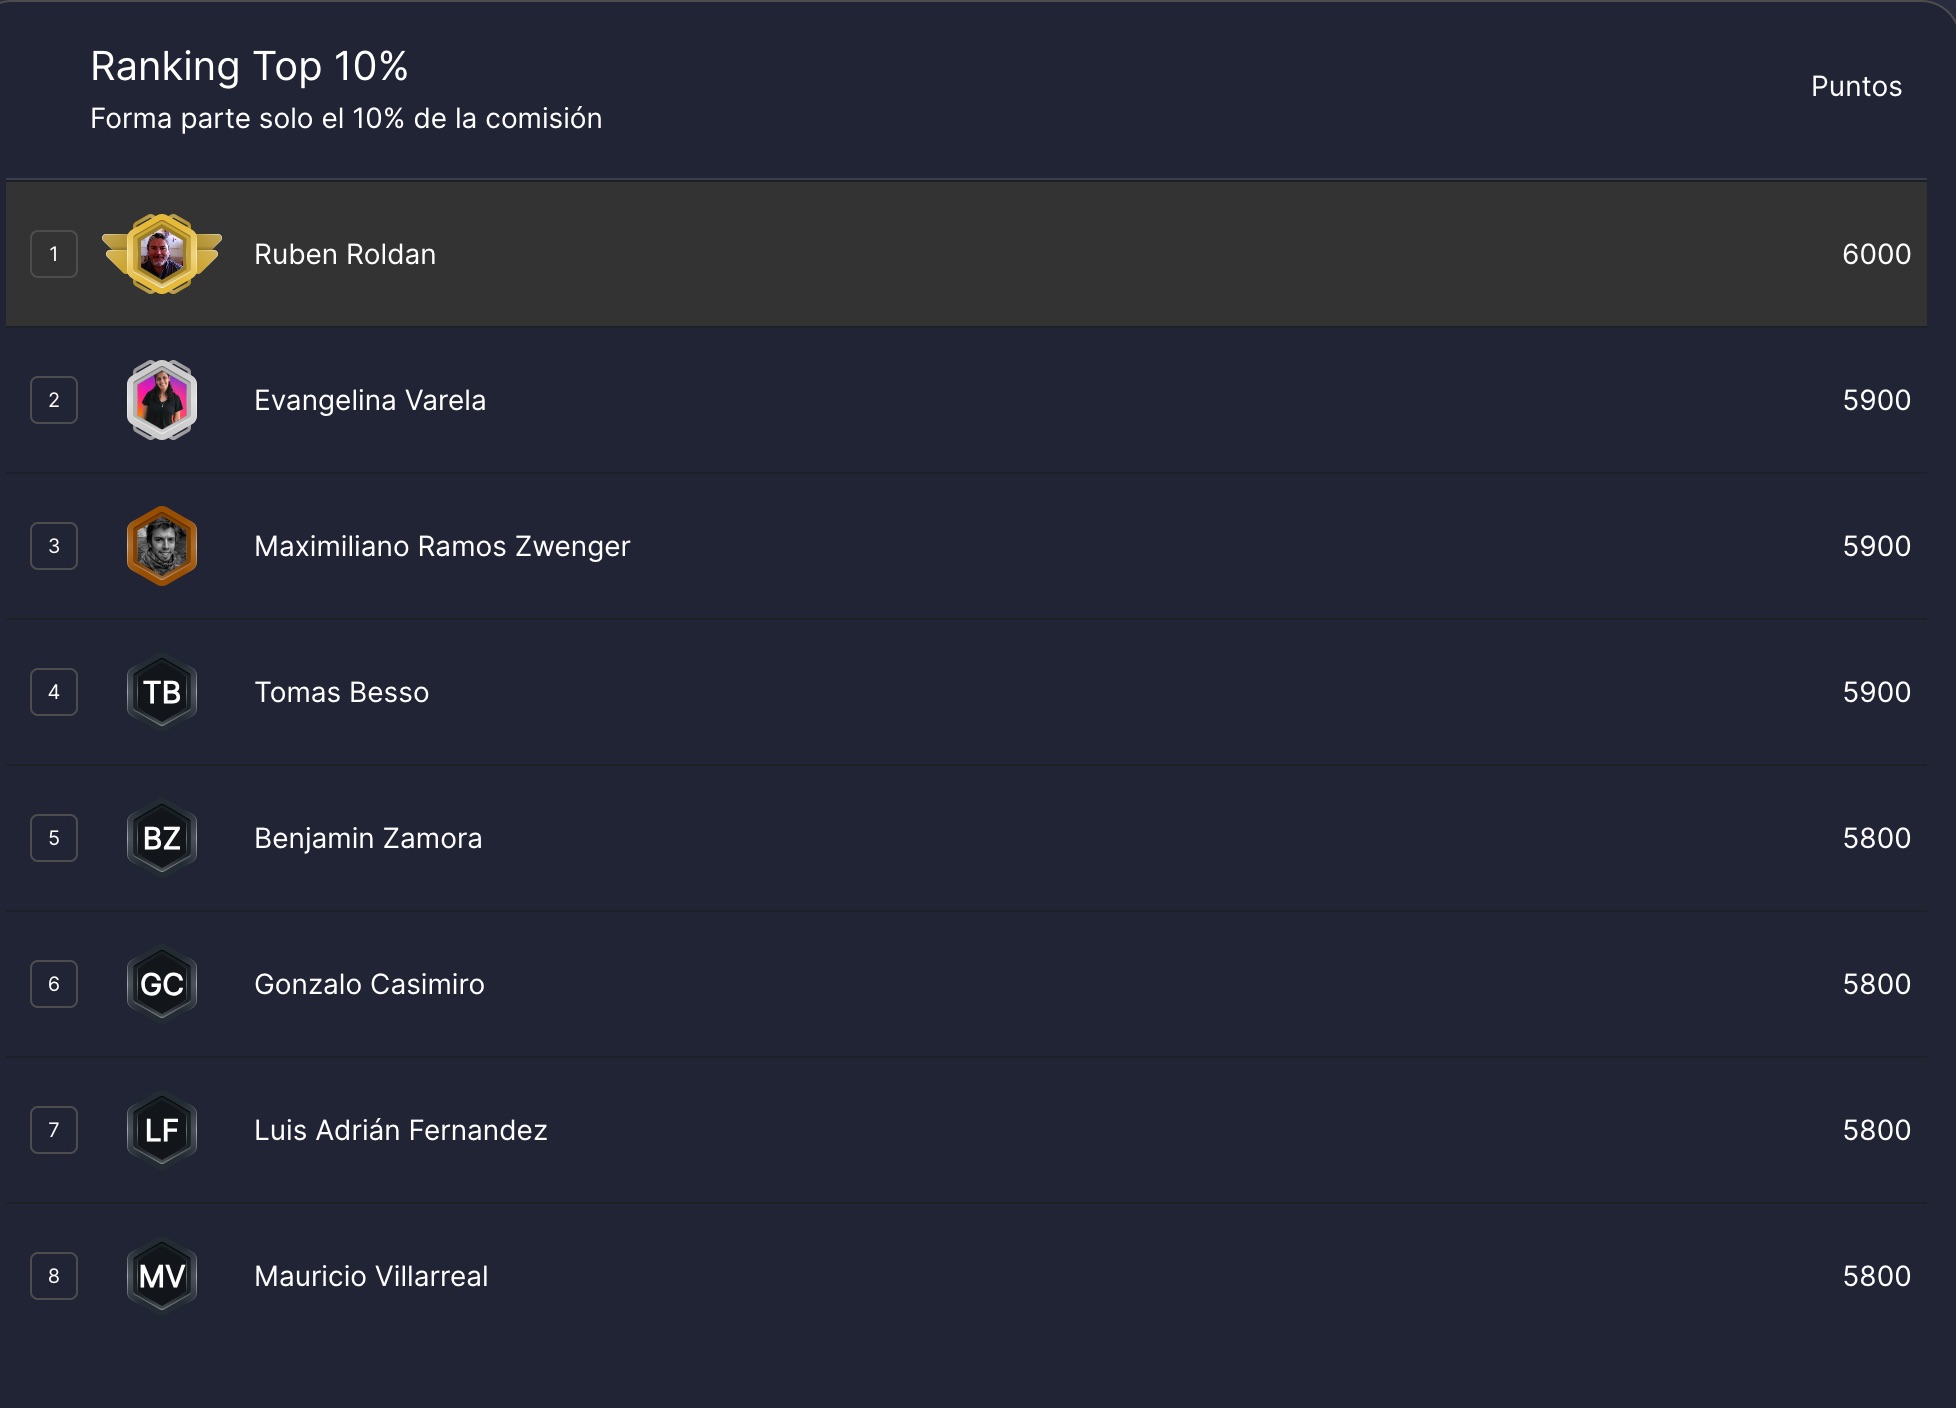 Ranking Top 10%
Forma parte solo el 10% de la comisión
Puntos
1 Ruben Roldan 6000
2 Evangelina Varela 5900
3 Maximiliano Ramos Zwenger 5900
4 TB Tomas Besso 5900
5 BZ Benjamin Zamora 5800
6 GC Gonzalo Casimiro 5800
7 LF Luis Adrián Fernandez 5800
8 MV Mauricio Villarreal 5800